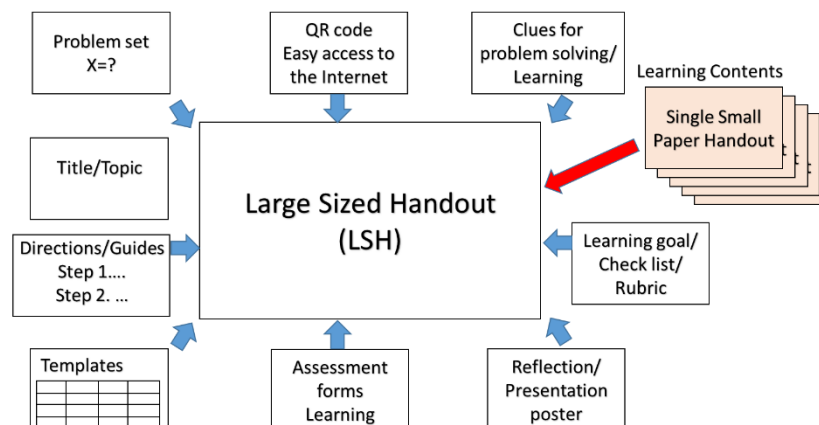 Problem set
X=?
QR code
Easy access to
the Internet
Clues for
problem solving/
Learning
Learning Contents
Single Small
Paper Handout
Title/Topic
Large Sized Handout
(LSH)
Directions/Guides
Step 1....
Step 2. ...
Learning goal/
Check list/
Rubric
Templates
Assessment
forms
Learning
Reflection/
Presentation
poster